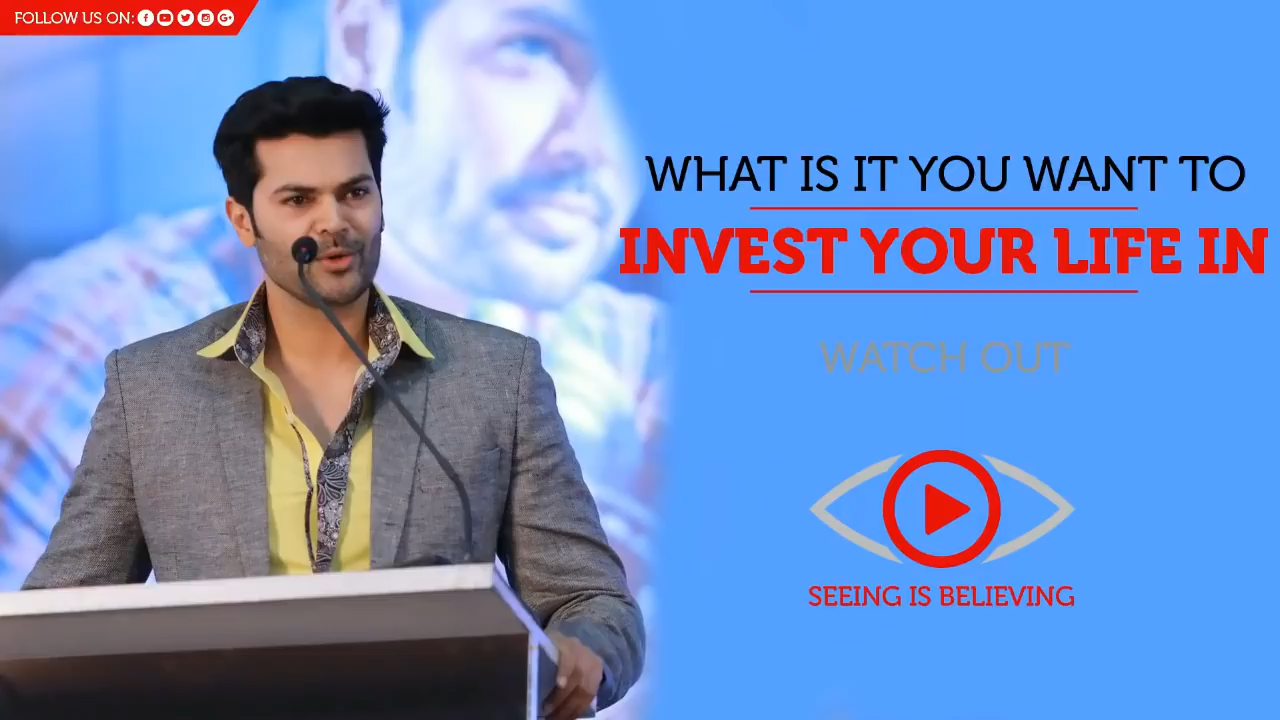 FOLLOW US ON:
WHAT IS IT YOU WANT TO
INVEST YOUR LIFE IN
WATCH OUT
SEEING IS BELIEVING